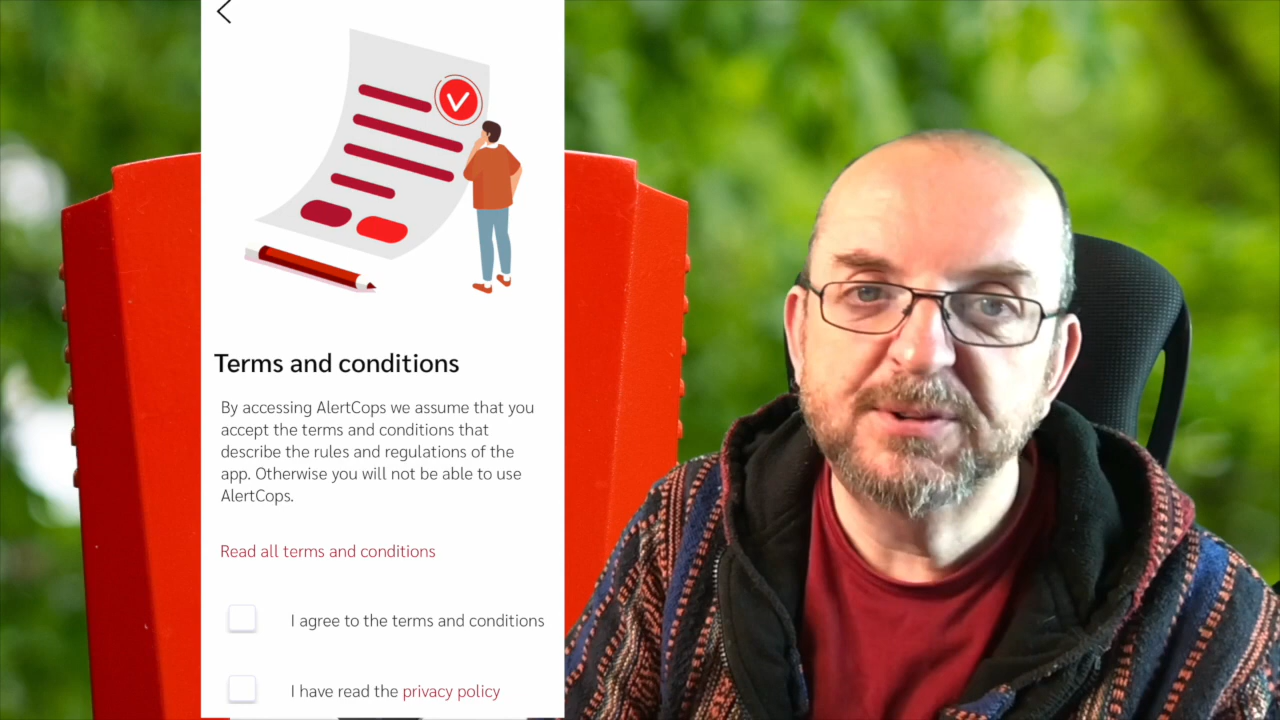 Terms and conditions
By accessing AlertCops we assume that you
accept the terms and conditions that
describe the rules and regulations of the
app. Otherwise you will not be able to use
AlertCops.
Read all terms and conditions
I agree to the terms and conditions
I have read the privacy policy